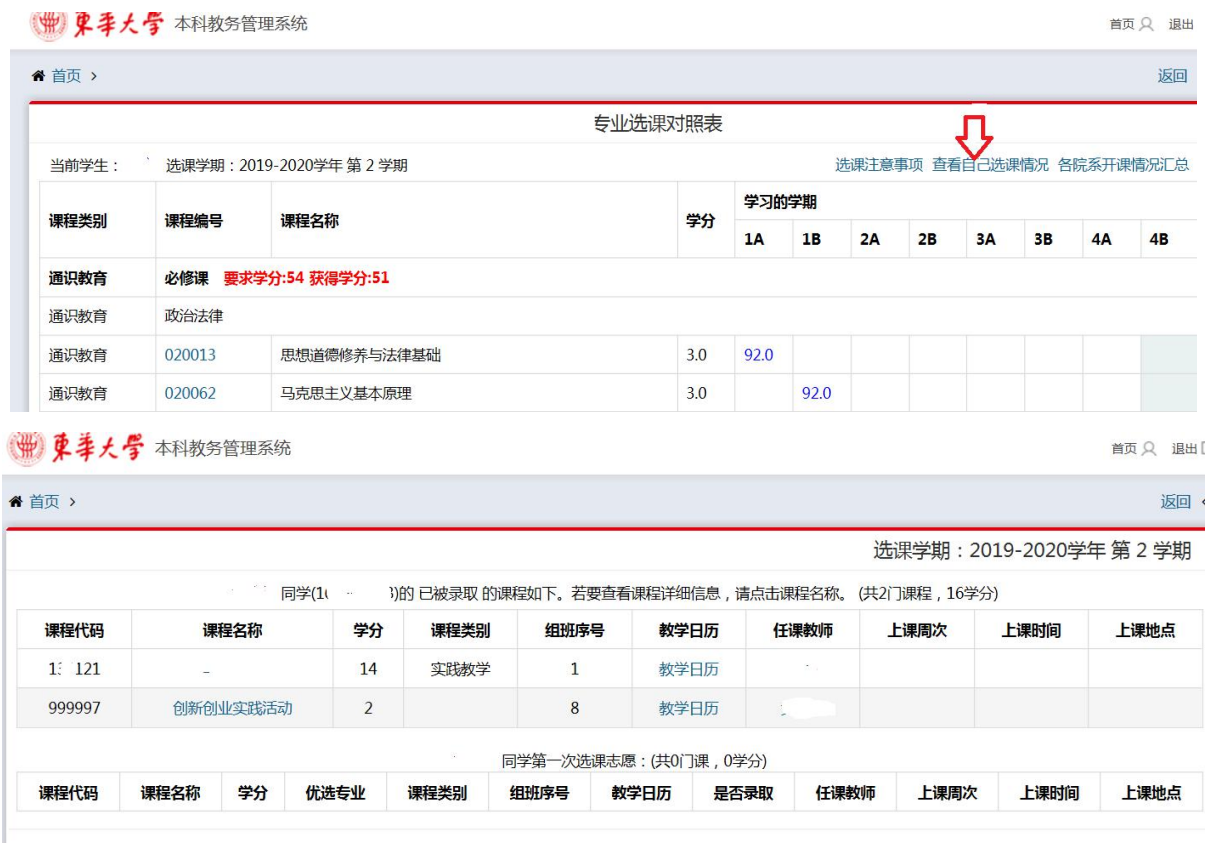 東華大學 本科教务管理系统 首页 退出
首页 > 返回
专业选课对照表
当前学生： 选课学期：2019-2020学年 第 2 学期 选课注意事项 查看自己选课情况 各院系开课情况汇总
课程类别 课程编号 课程名称 学分 学习的学期
1A 1B 2A 2B 3A 3B 4A 4B
通识教育 必修课 要求学分:54 获得学分:51
通识教育 政治法律
通识教育 020013 思想道德修养与法律基础 3.0 92.0
通识教育 020062 马克思主义基本原理 3.0 92.0
東華大學 本科教务管理系统 首页 退出
首页 > 返回
选课学期：2019-2020学年 第 2 学期
同学(1 )的 已被录取 的课程如下。若要查看课程详细信息，请点击课程名称。 (共2门课程，16学分)
课程代码 课程名称 学分 课程类别 组班序号 教学日历 任课教师 上课周次 上课时间 上课地点
121 14 实践教学 1 教学日历
999997 创新创业实践活动 2 8 教学日历
同学第一次选课志愿：(共0门课，0学分)
课程代码 课程名称 学分 优选专业 课程类别 组班序号 教学日历 是否录取 任课教师 上课周次 上课时间 上课地点